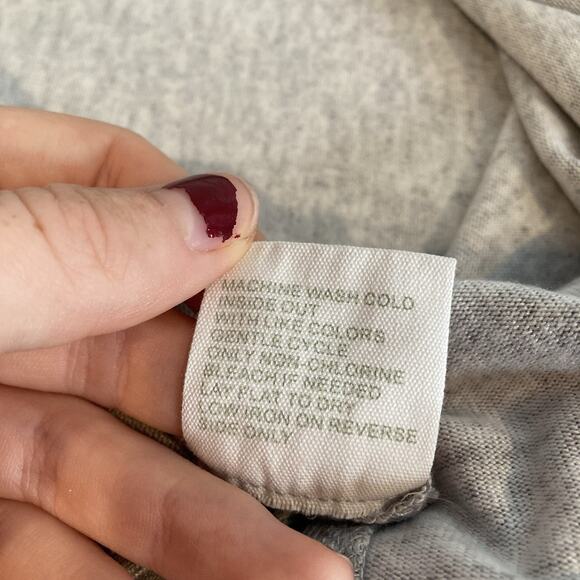 MACHINE WASH COLD
INSIDE OUT
WITH LIKE COLORS
GENTLE CYCLE
ONLY NON-CHLORINE
BLEACH IF NEEDED
LAY FLAT TO DRY
LOW IRON ON REVERSE
SIDE ONLY